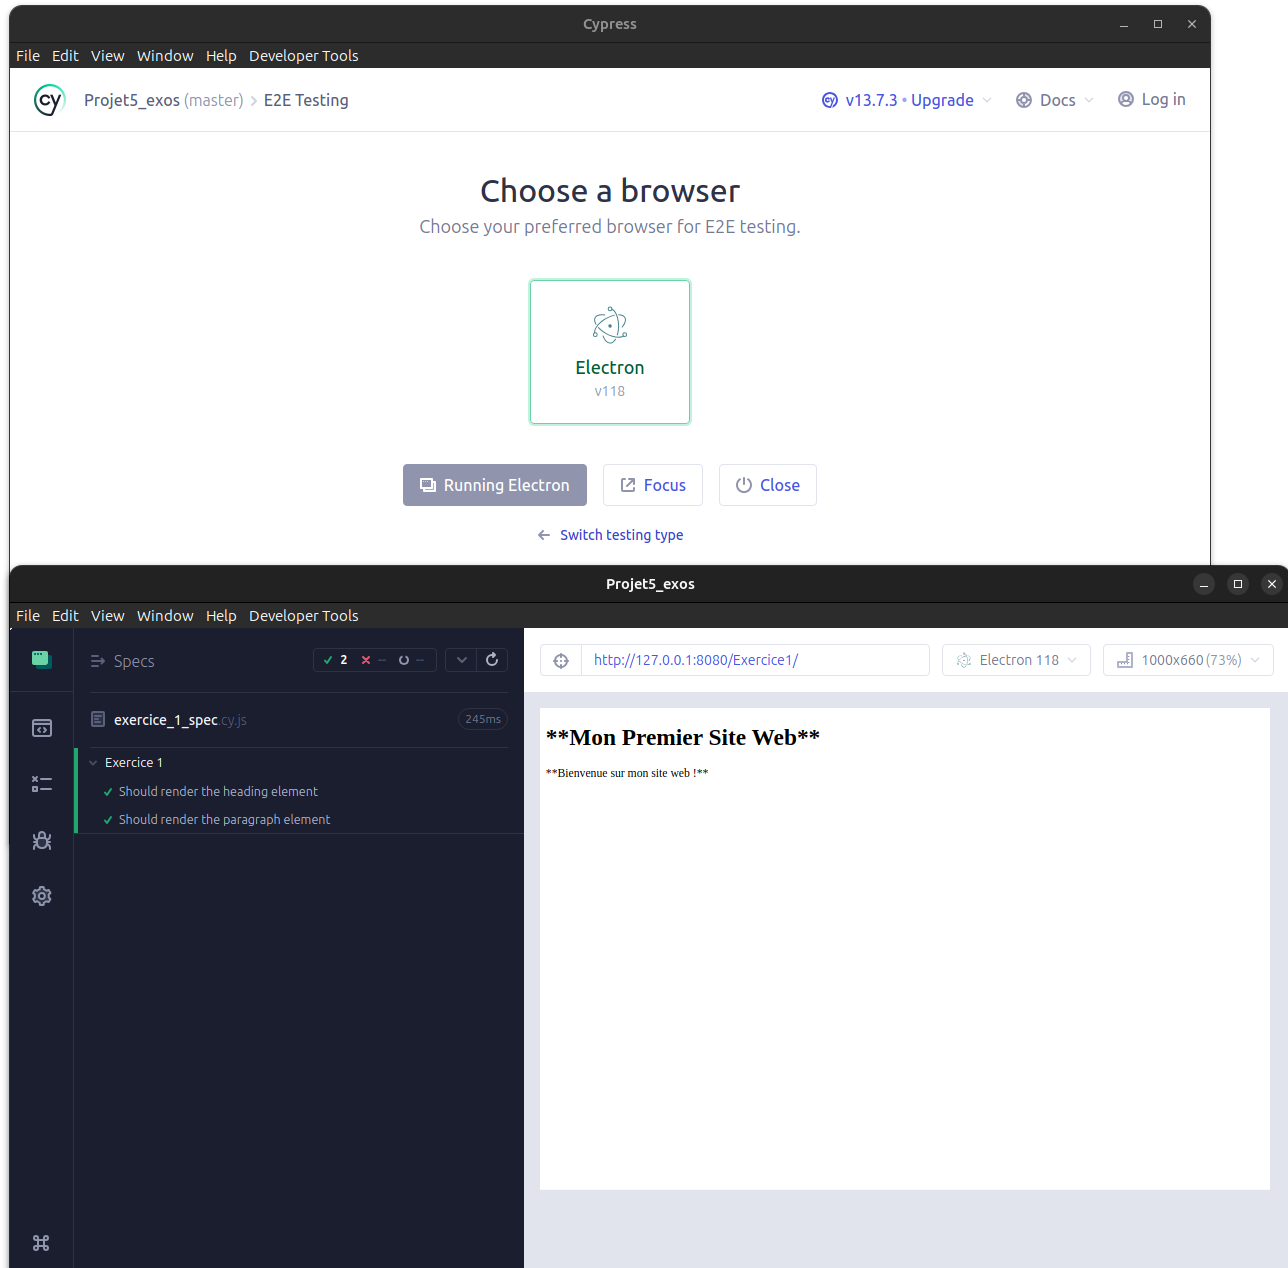 Cypress
File Edit View Window Help Developer Tools
cy Projet5_exos (master) > E2E Testing cy v13.7.3 • Upgrade Docs Log in
Choose a browser
Choose your preferred browser for E2E testing.
Electron
v118
Running Electron Focus Close
← Switch testing type
Projet5_exos
File Edit View Window Help Developer Tools
Specs 2 -- --
http://127.0.0.1:8080/Exercice1/ Electron 118 1000x660 (73%)
exercice_1_spec.cy.js 245ms
Exercice 1
Should render the heading element
Should render the paragraph element
**Mon Premier Site Web**
**Bienvenue sur mon site web !**